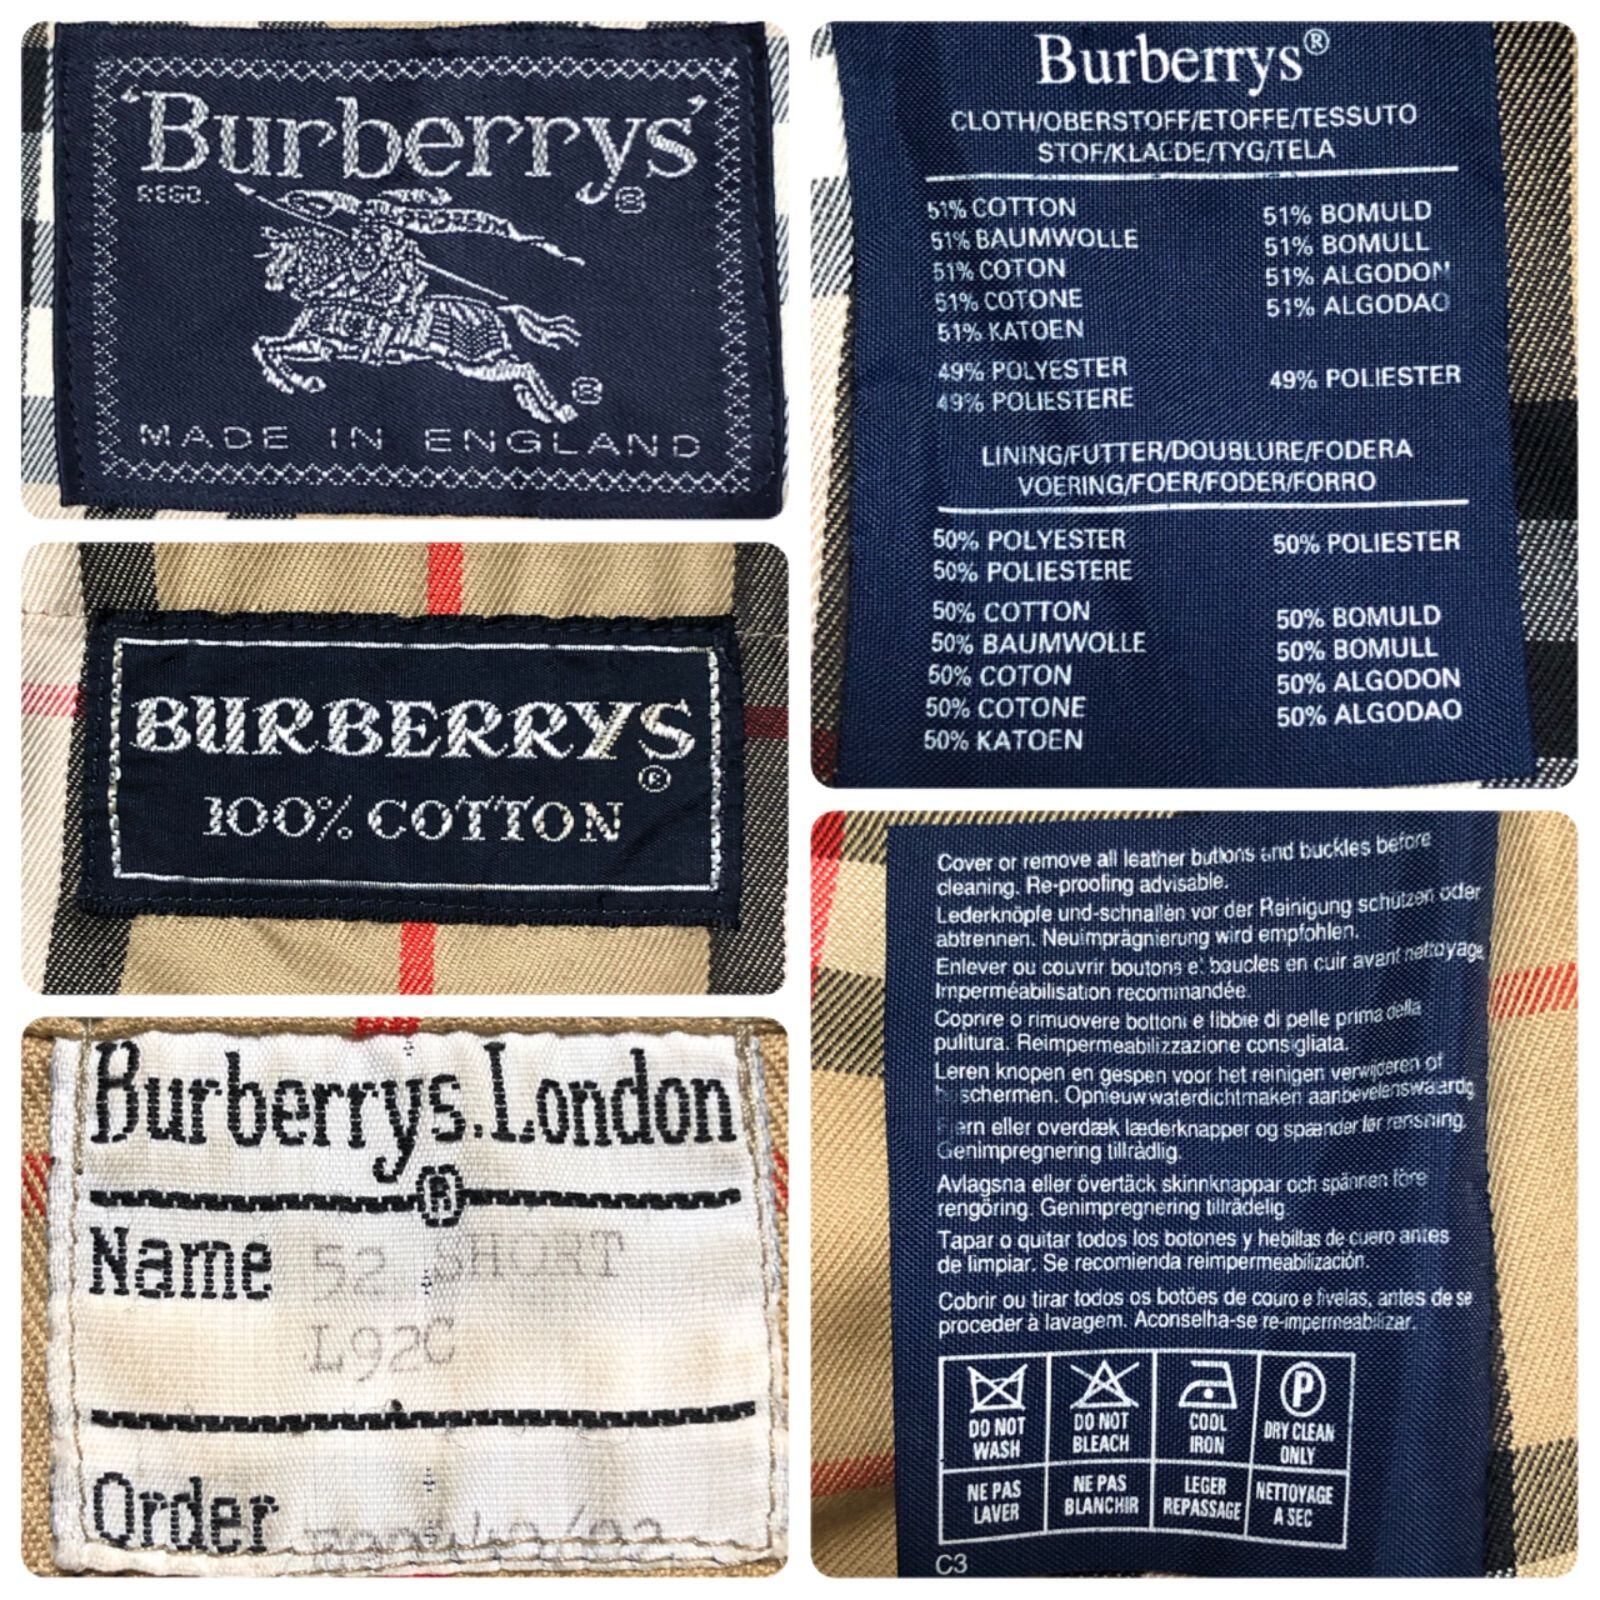 'Burberrys'
REGD. ®
PRORSUM
®
MADE IN ENGLAND
BURBERRYS
®
100% COTTON
Burberrys.London
®
Name 52 SHORT
L92C
Order
Burberrys®
CLOTH/OBERSTOFF/ETOFFE/TESSUTO
STOF/KLAEDE/TYG/TELA
51% COTTON
51% BAUMWOLLE
51% COTON
51% COTONE
51% KATOEN
49% POLYESTER
49% POLIESTERE
51% BOMULD
51% BOMULL
51% ALGODON
51% ALGODAO
49% POLIESTER
LINING/FUTTER/DOUBLURE/FODERA
VOERING/FOER/FODER/FORRO
50% POLYESTER
50% POLIESTERE
50% COTTON
50% BAUMWOLLE
50% COTON
50% COTONE
50% KATOEN
50% POLIESTER
50% BOMULD
50% BOMULL
50% ALGODON
50% ALGODAO
Cover or remove all leather buttons and buckles before
cleaning. Re-proofing advisable.
Lederknöpfe und-schnallen vor der Reinigung schützen oder
abtrennen. Neuimprägnierung wird empfohlen.
Enlever ou couvrir boutons et boucles en cuir avant nettoyage
Imperméabilisation recommandée.
Coprire o rimuovere bottoni e fibbie di pelle prima della
pulitura. Reimpermeabilizzazione consigliata.
Leren knopen en gespen voor het reinigen verwijderen of
beschermen. Opnieuw waterdichtmaken aanbevelenswaardig
Fjern eller overdæk læderknapper og spænder før rensning.
Genimpregnering tillrådlig.
Avlagsna eller övertäck skinnknappar och spännen före
rengöring. Genimpregnering tillrådelig
Tapar o quitar todos los botones y hebillas de cuero antes
de limpiar. Se recomienda reimpermeabilización.
Cobrir ou tirar todos os botões de couro e fivelas, antes de se
proceder à lavagem. Aconselha-se re-impermeabilizar.
P
DO NOT WASH
DO NOT BLEACH
COOL IRON
DRY CLEAN ONLY
NE PAS LAVER
NE PAS BLANCHIR
LEGER REPASSAGE
NETTOYAGE A SEC
C3